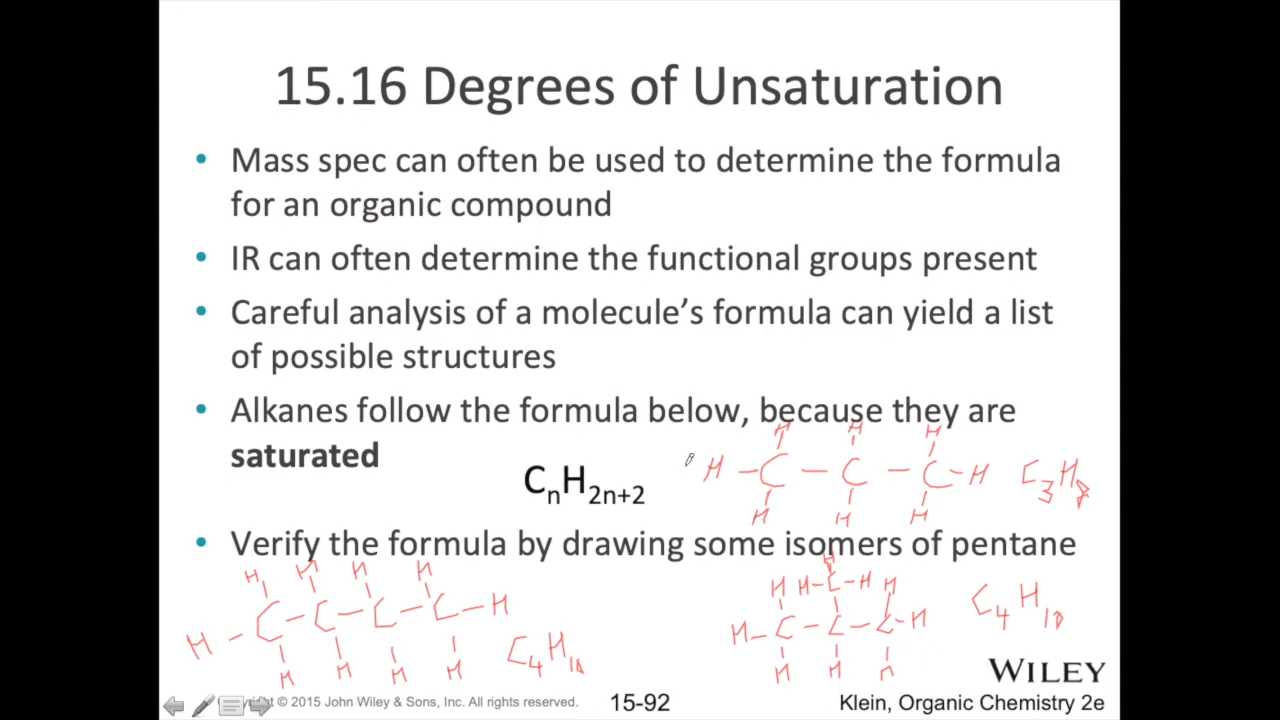 15.16 Degrees of Unsaturation
• Mass spec can often be used to determine the formula
for an organic compound
• IR can often determine the functional groups present
• Careful analysis of a molecule's formula can yield a list
of possible structures
• Alkanes follow the formula below, because they are
saturated
H H H
CnH2n+2
H – C – C – C – H C3H8
H H H
• Verify the formula by drawing some isomers of pentane
H H H H
H
H H – C – H H
H – C – C – C – C – H
H – C – C – C – H C4H10
H H H H C4H10
H H H
WILEY
© 2015 John Wiley & Sons, Inc. All rights reserved. 15-92 Klein, Organic Chemistry 2e